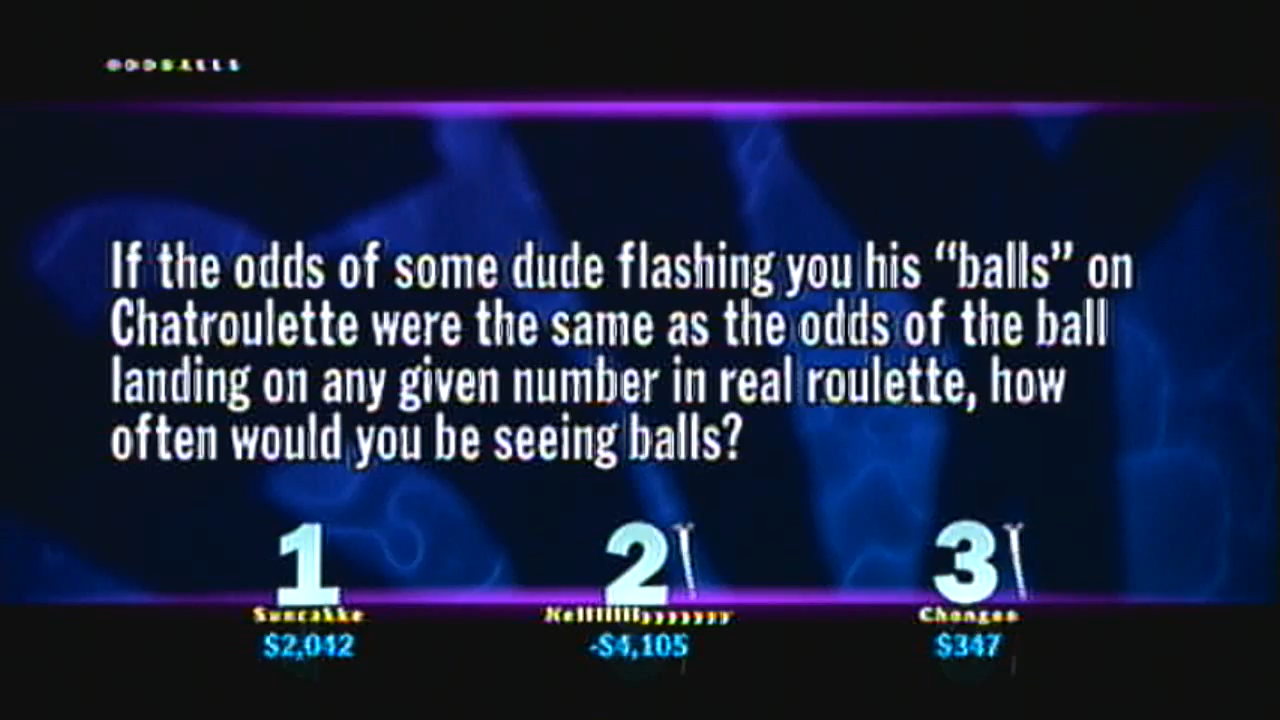 ODDBALLS
If the odds of some dude flashing you his “balls” on
Chatroulette were the same as the odds of the ball
landing on any given number in real roulette, how
often would you be seeing balls?
1 2 3
$2,042 -$4,105 $347